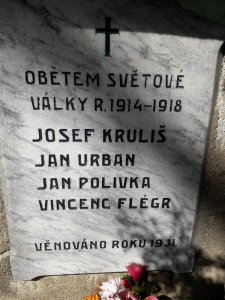 OBĚTEM SVĚTOVÉ
VÁLKY R. 1914-1918
JOSEF KRULIŠ
JAN URBAN
JAN POLIVKA
VINCENC FLÉGR
VĚNOVÁNO ROKU 1931.